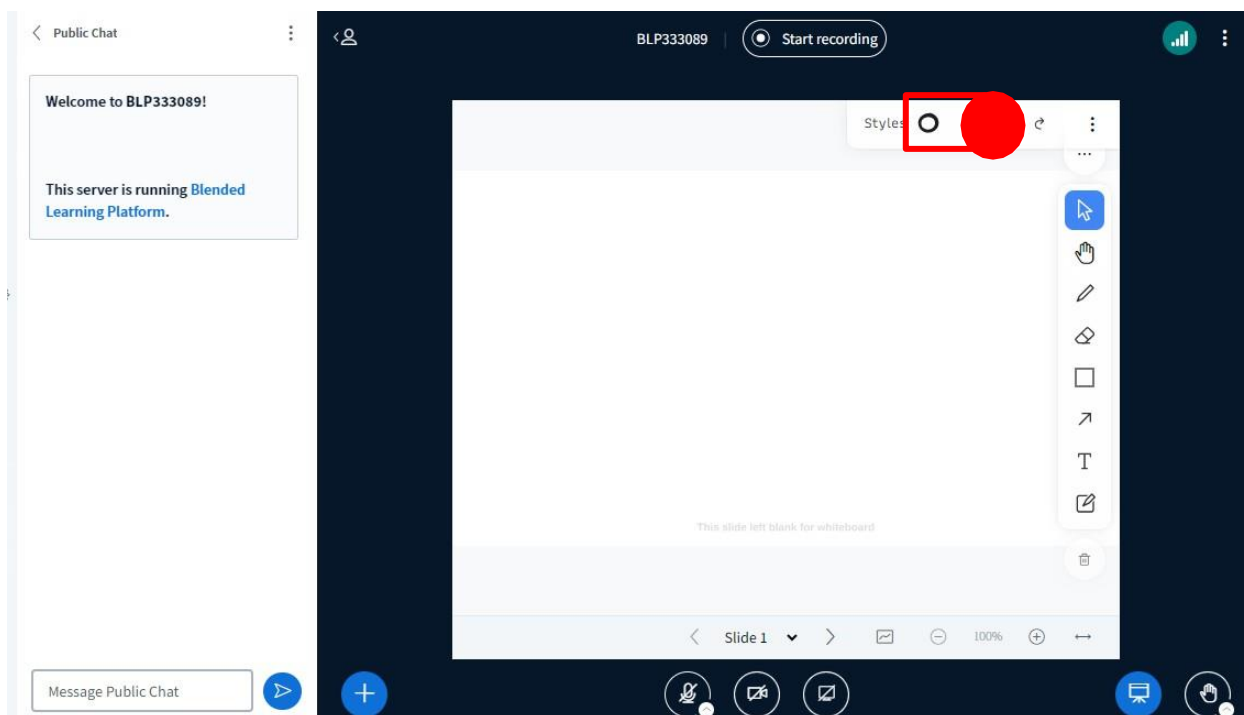 Public Chat
Welcome to BLP333089!
This server is running Blended
Learning Platform.
Message Public Chat
BLP333089
Start recording
Styles
T
This slide left blank for whiteboard
Slide 1
100%